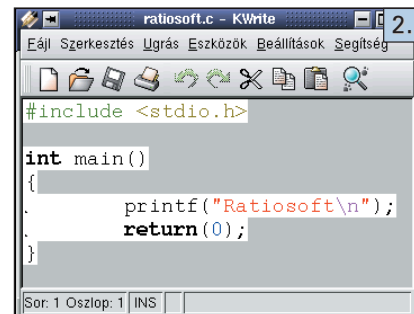 ratiosoft.c - KWrite
2.
Fájl Szerkesztés Ugrás Eszközök Beállítások Segítség
#include <stdio.h>
int main()
{
printf("Ratiosoft\n");
return(0);
}
Sor: 1 Oszlop: 1 INS